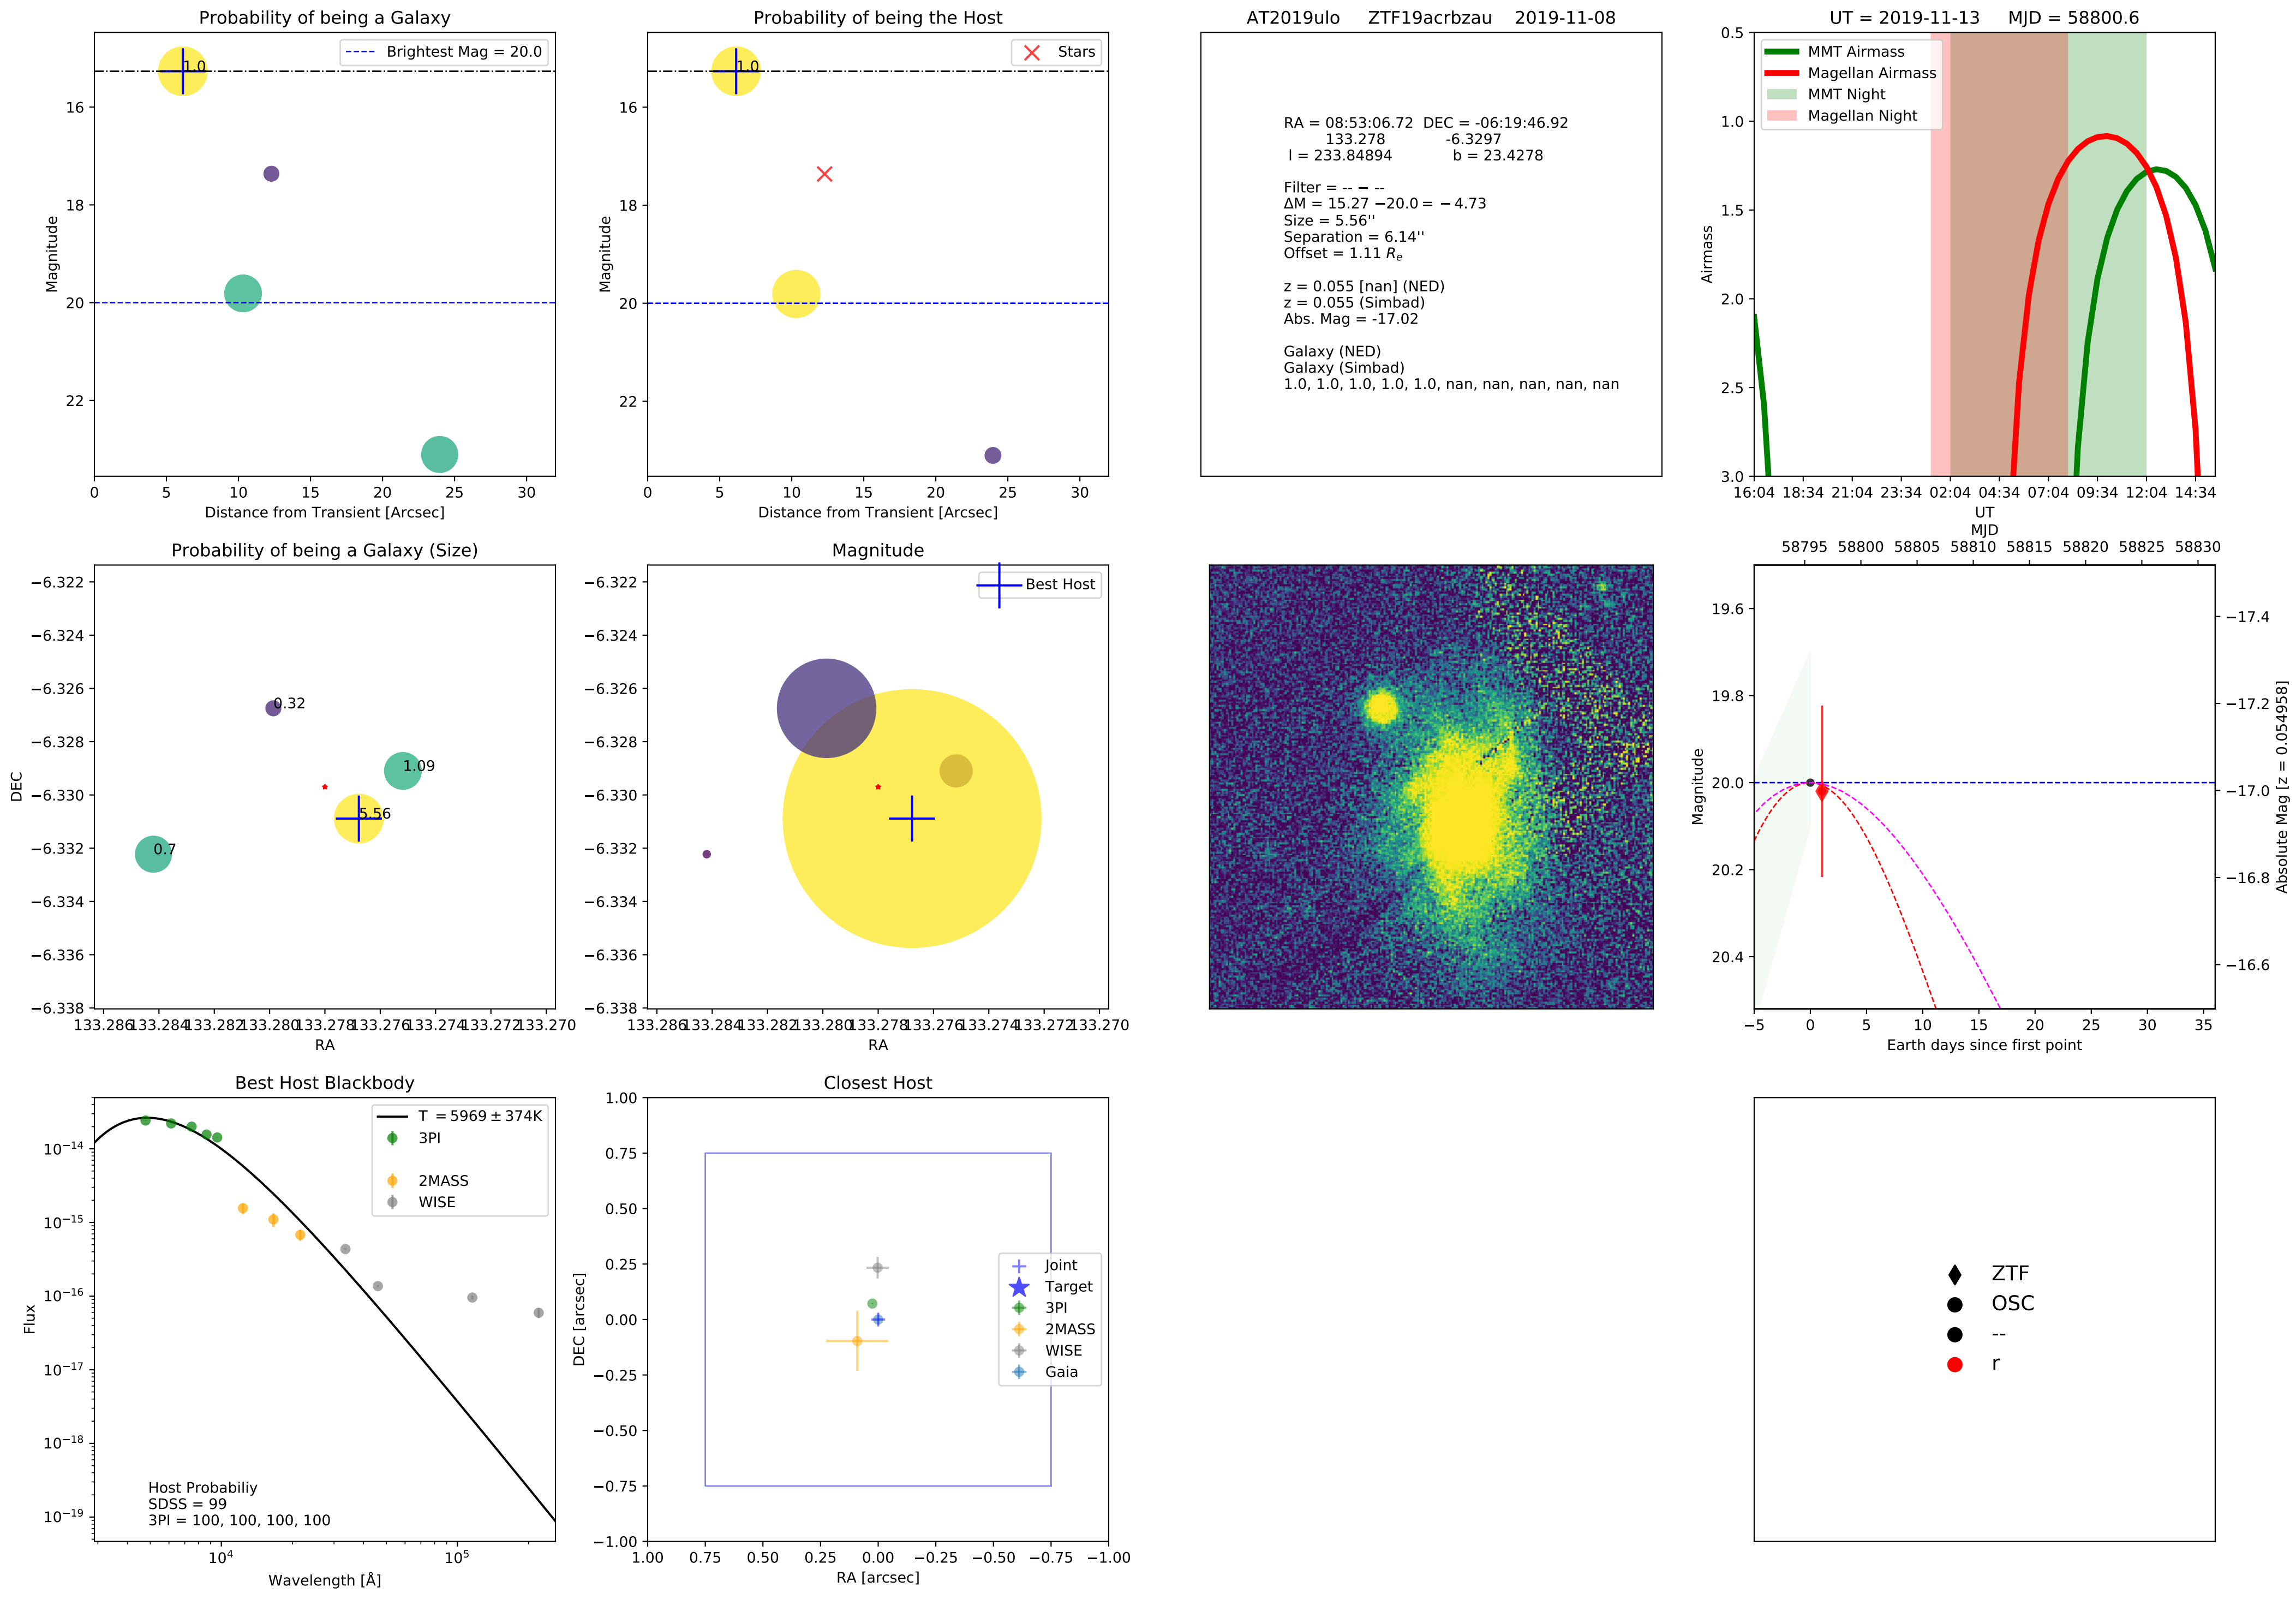 Probability of being a Galaxy
Brightest Mag = 20.0
1.0
16
18
20
22
Magnitude
0 5 10 15 20 25 30
Distance from Transient [Arcsec]
Probability of being the Host
Stars
1.0
16
18
20
22
Magnitude
0 5 10 15 20 25 30
Distance from Transient [Arcsec]
AT2019ulo ZTF19acrbzau 2019-11-08
RA = 08:53:06.72 DEC = -06:19:46.92
133.278 -6.3297
l = 233.84894 b = 23.4278
Filter = -- − --
ΔM = 15.27 −20.0 = −4.73
Size = 5.56''
Separation = 6.14''
Offset = 1.11 Re
z = 0.055 [nan] (NED)
z = 0.055 (Simbad)
Abs. Mag = -17.02
Galaxy (NED)
Galaxy (Simbad)
1.0, 1.0, 1.0, 1.0, 1.0, nan, nan, nan, nan, nan
UT = 2019-11-13 MJD = 58800.6
MMT Airmass
Magellan Airmass
MMT Night
Magellan Night
0.5
1.0
1.5
2.0
2.5
3.0
Airmass
16:04 18:34 21:04 23:34 02:04 04:34 07:04 09:34 12:04 14:34
UT
Probability of being a Galaxy (Size)
−6.322
−6.324
−6.326
−6.328
−6.330
−6.332
−6.334
−6.336
−6.338
DEC
0.32
1.09
5.56
0.7
133.286 133.284 133.282 133.280 133.278 133.276 133.274 133.272 133.270
RA
Magnitude
Best Host
−6.322
−6.324
−6.326
−6.328
−6.330
−6.332
−6.334
−6.336
−6.338
133.286 133.284 133.282 133.280 133.278 133.276 133.274 133.272 133.270
RA
MJD
58795 58800 58805 58810 58815 58820 58825 58830
19.6
19.8
20.0
20.2
20.4
Magnitude
−17.4
−17.2
−17.0
−16.8
−16.6
Absolute Mag [z = 0.054958]
−5 0 5 10 15 20 25 30 35
Earth days since first point
Best Host Blackbody
T = 5969 ± 374K
3PI
2MASS
WISE
10−14
10−15
10−16
10−17
10−18
10−19
Flux
Host Probabiliy
SDSS = 99
3PI = 100, 100, 100, 100
104 105
Wavelength [Å]
Closest Host
1.00
0.75
0.50
0.25
0.00
−0.25
−0.50
−0.75
−1.00
DEC [arcsec]
Joint
Target
3PI
2MASS
WISE
Gaia
1.00 0.75 0.50 0.25 0.00 −0.25 −0.50 −0.75 −1.00
RA [arcsec]
ZTF
OSC
--
r